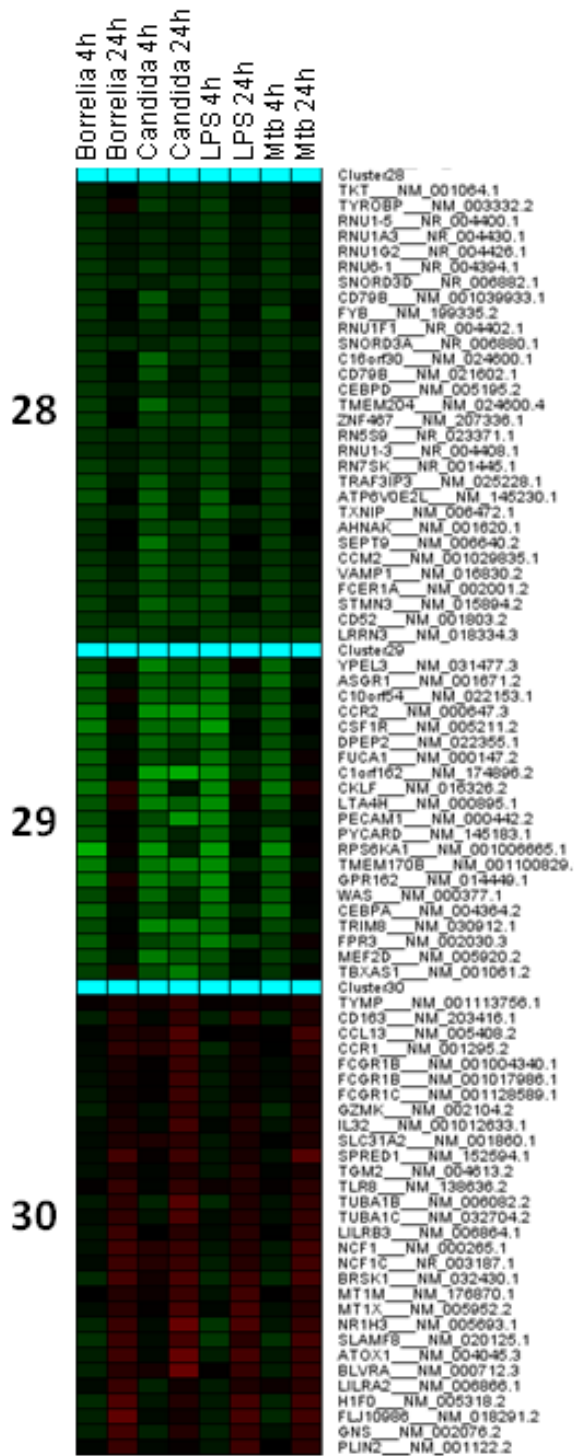 Borrelia 4h
Borrelia 24h
Candida 4h
Candida 24h
LPS 4h
LPS 24h
Mtb 4h
Mtb 24h
Cluster28
TKT___NM_001064.1
TYROBP___NM_003332.2
RNU1-5___NR_004400.1
RNU1A3___NR_004430.1
RNU1G2___NR_004426.1
RNU6-1___NR_004394.1
SNORD3D___NR_006882.1
CD79B___NM_001039933.1
FYB___NM_199335.2
RNU1F1___NR_004402.1
SNORD3A___NR_006880.1
C16orf30___NM_024600.1
CD79B___NM_021602.1
CEBPD___NM_005195.2
TMEM204___NM_024600.4
ZNF467___NM_207336.1
RN5S9___NR_023371.1
RNU1-3___NR_004408.1
RN7SK___NR_001445.1
TRAF3IP3___NM_025228.1
ATP6V0E2L___NM_145230.1
TXNIP___NM_006472.1
AHNAK___NM_001620.1
SEPT9___NM_006640.2
CCM2___NM_001029835.1
VAMP1___NM_016830.2
FCER1A___NM_002001.2
STMN3___NM_015894.2
CD52___NM_001803.2
LRRN3___NM_018334.3
28
Cluster29
YPEL3___NM_031477.3
ASGR1___NM_001671.2
C10orf54___NM_022153.1
CCR2___NM_000647.3
CSF1R___NM_005211.2
DPEP2___NM_022355.1
FUCA1___NM_000147.2
C1orf162___NM_174896.2
CKLF___NM_016326.2
LTA4H___NM_000895.1
PECAM1___NM_000442.2
PYCARD___NM_145183.1
RPS6KA1___NM_001006665.1
TMEM170B___NM_001100829.
GPR162___NM_014449.1
WAS___NM_000377.1
CEBPA___NM_004364.2
TRIM8___NM_030912.1
FPR3___NM_002030.3
MEF2D___NM_005920.2
TBXAS1___NM_001061.2
29
Cluster30
TYMP___NM_001113756.1
CD163___NM_203416.1
CCL13___NM_005408.2
CCR1___NM_001295.2
FCGR1B___NM_001004340.1
FCGR1B___NM_001017986.1
FCGR1C___NM_001128589.1
GZMK___NM_002104.2
IL32___NM_001012633.1
SLC31A2___NM_001860.1
SPRED1___NM_152594.1
TGM2___NM_004613.2
TLR8___NM_138636.2
TUBA1B___NM_006082.2
TUBA1C___NM_032704.2
LILRB3___NM_006864.1
NCF1___NM_000265.1
NCF1C___NR_003187.1
BRSK1___NM_032430.1
MT1M___NM_176870.1
MT1X___NM_005952.2
NR1H3___NM_005693.1
SLAMF8___NM_020125.1
ATOX1___NM_004045.3
BLVRA___NM_000712.3
LILRA2___NM_006866.1
H1F0___NM_005318.2
FLJ10986___NM_018291.2
GNS___NM_002076.2
PLIN2___NM_001122.2
30